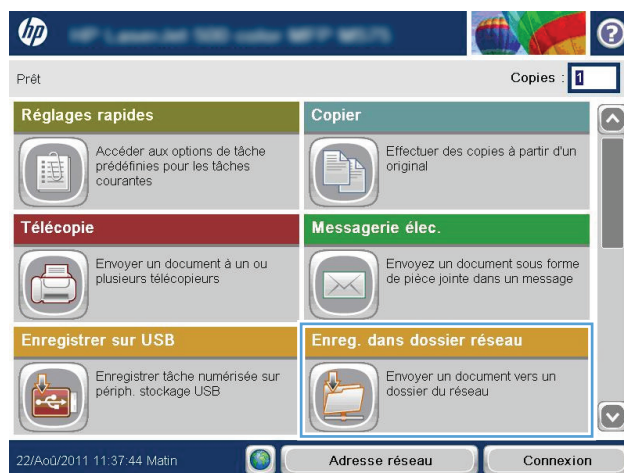 hp
Prêt
Copies : 1
Réglages rapides
Accéder aux options de tâche
prédéfinies pour les tâches
courantes
Copier
Effectuer des copies à partir d'un
original
Télécopie
Envoyer un document à un ou
plusieurs télécopieurs
Messagerie élec.
Envoyez un document sous forme
de pièce jointe dans un message
Enregistrer sur USB
Enregistrer tâche numérisée sur
périph. stockage USB
Enreg. dans dossier réseau
Envoyer un document vers un
dossier du réseau
22/Aoû/2011 11:37:44 Matin
Adresse réseau
Connexion